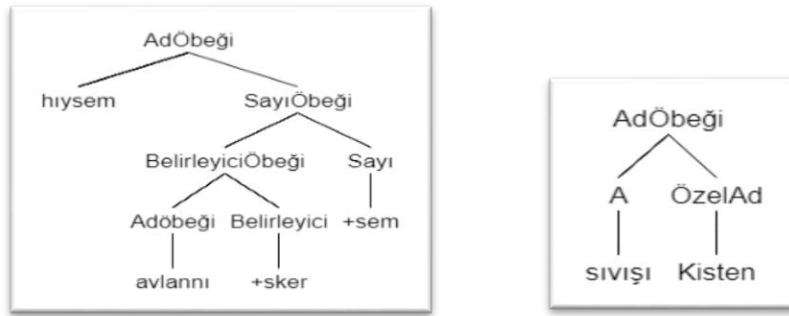 AdÖbeği
hıysem SayıÖbeği
BelirleyiciÖbeği Sayı
Adöbeği Belirleyici +sem
avlannı +sker
AdÖbeği
A ÖzelAd
sıvışı Kisten